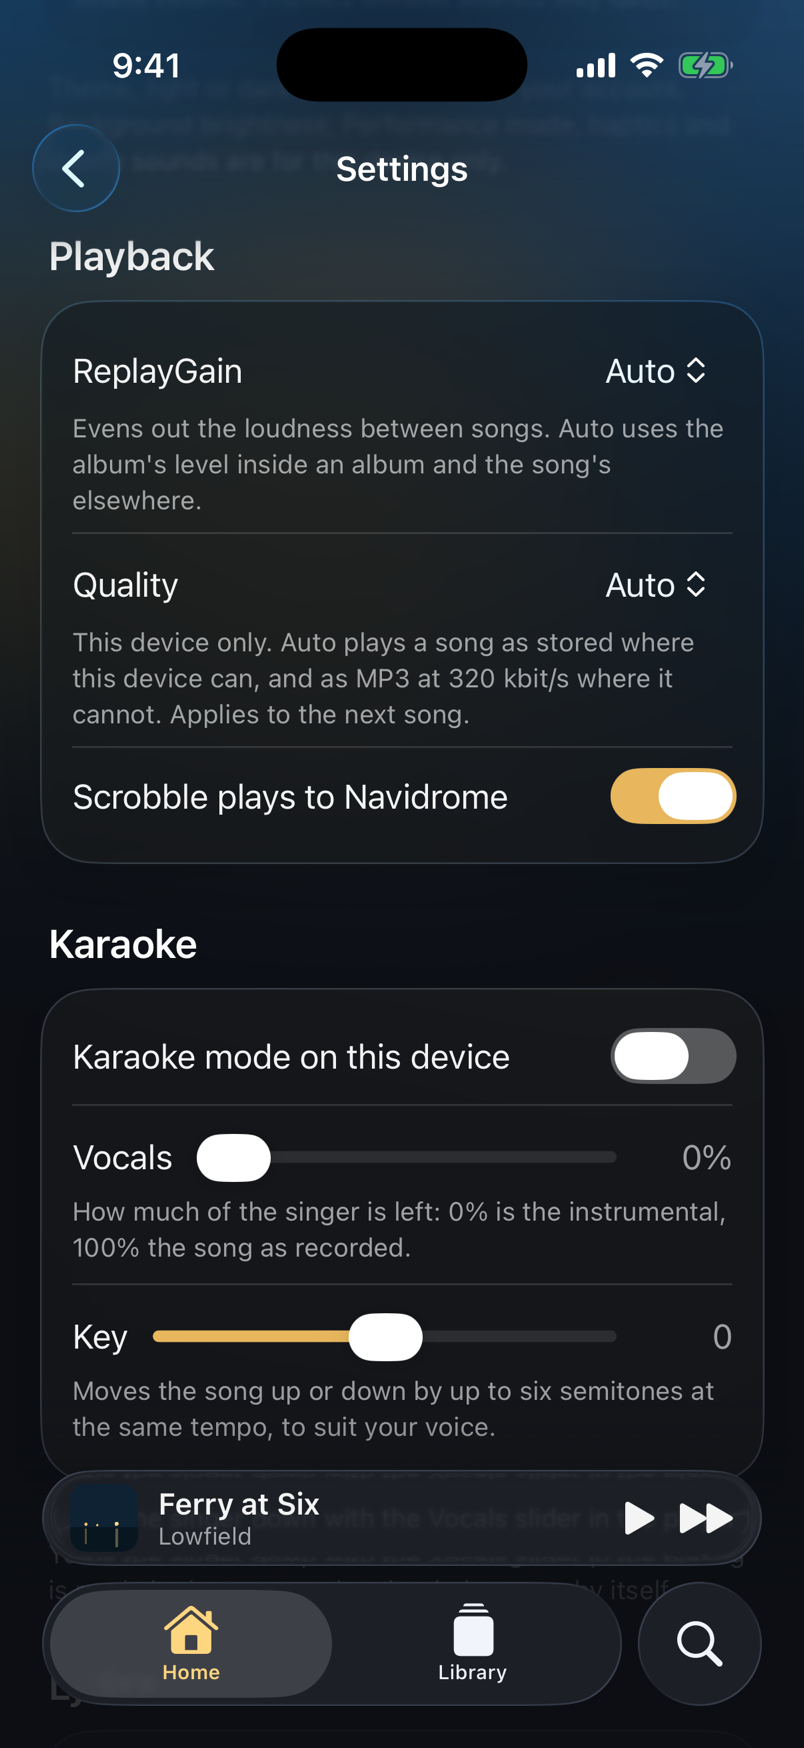 9:41
Settings
Playback
ReplayGain
Auto
Evens out the loudness between songs. Auto uses the
album's level inside an album and the song's
elsewhere.
Quality
Auto
This device only. Auto plays a song as stored where
this device can, and as MP3 at 320 kbit/s where it
cannot. Applies to the next song.
Scrobble plays to Navidrome
Karaoke
Karaoke mode on this device
Vocals
0%
How much of the singer is left: 0% is the instrumental,
100% the song as recorded.
Key
0
Moves the song up or down by up to six semitones at
the same tempo, to suit your voice.
Ferry at Six
Lowfield
Home
Library